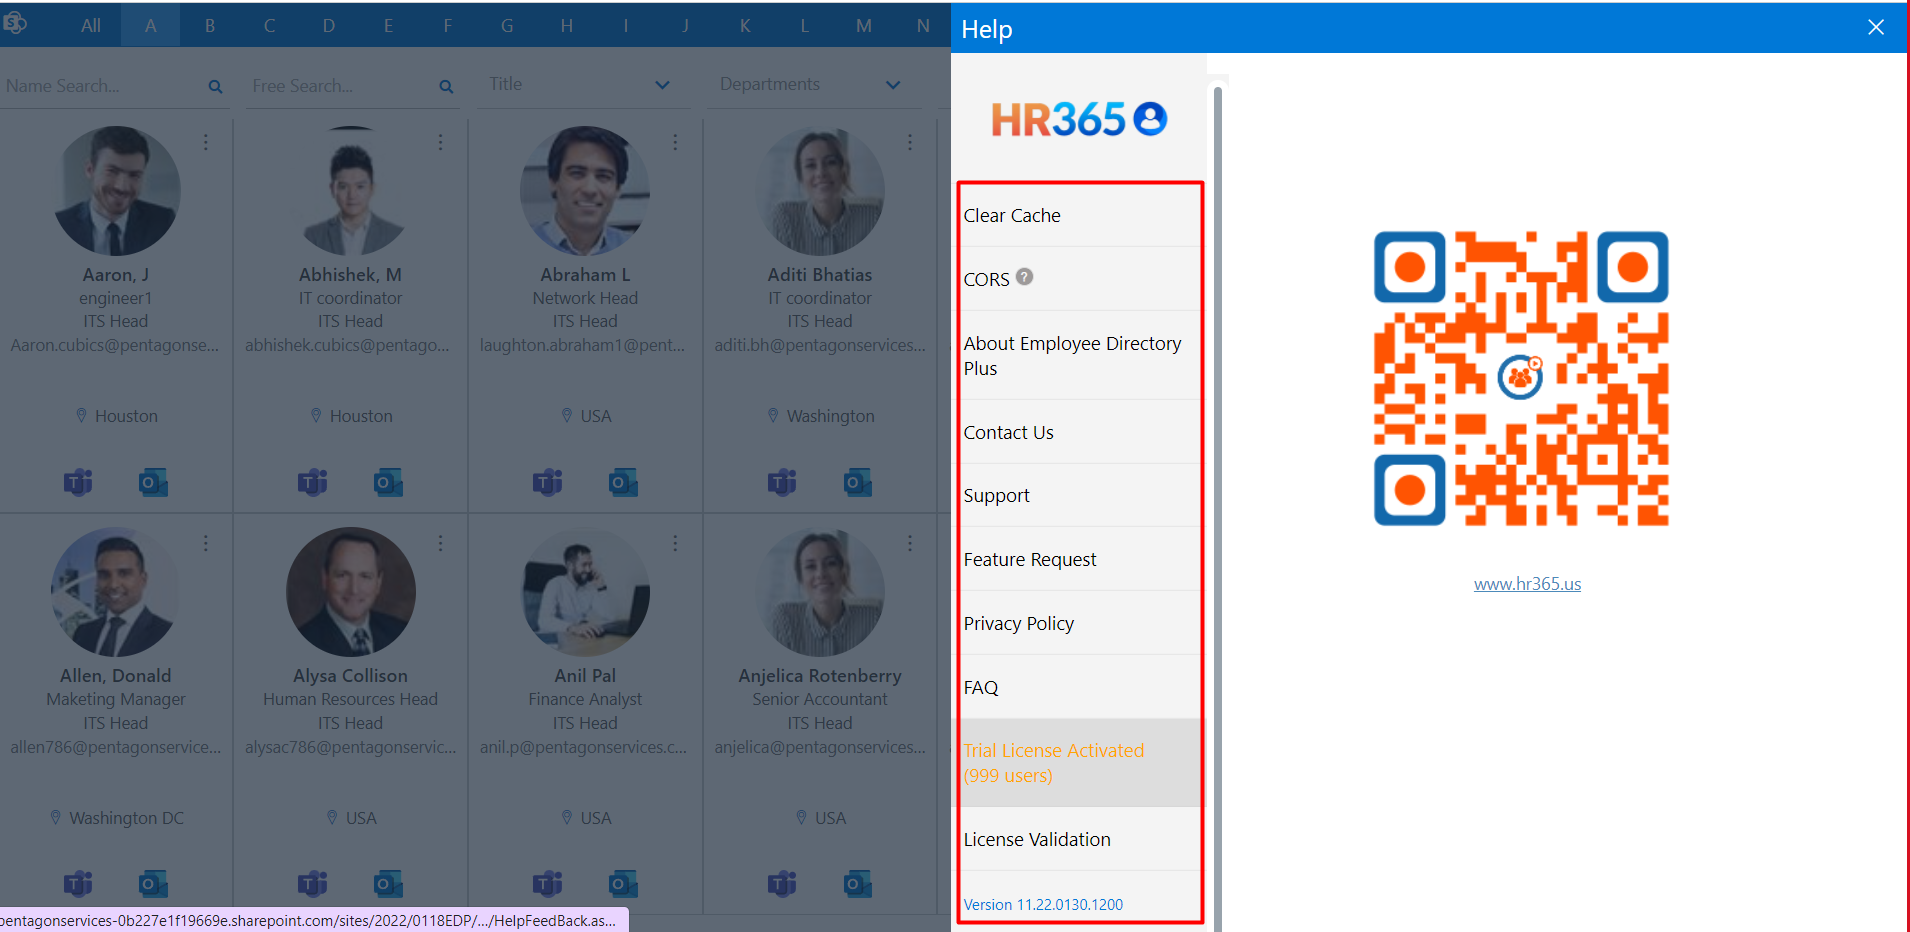 S
All A B C D E F G H I J K L M N
Help
Name Search...
Free Search...
Title
Departments
HR365
Aaron, J
engineer1
ITS Head
Aaron.cubics@pentagonse...
Houston
Abhishek, M
IT coordinator
ITS Head
abhishek.cubics@pentago...
Houston
Abraham L
Network Head
ITS Head
laughton.abraham1@pent...
USA
Aditi Bhatias
IT coordinator
ITS Head
aditi.bh@pentagonservices...
Washington
Allen, Donald
Maketing Manager
ITS Head
allen786@pentagonservice...
Washington DC
Alysa Collison
Human Resources Head
ITS Head
alysac786@pentagonservic...
USA
Anil Pal
Finance Analyst
ITS Head
anil.p@pentagonservices.c...
USA
Anjelica Rotenberry
Senior Accountant
ITS Head
anjelica@pentagonservices...
USA
pentagonservices-0b227e1f19669e.sharepoint.com/sites/2022/0118EDP/.../HelpFeedBack.as...
Clear Cache
CORS ?
About Employee Directory
Plus
Contact Us
Support
Feature Request
Privacy Policy
FAQ
Trial License Activated
(999 users)
License Validation
Version 11.22.0130.1200
www.hr365.us